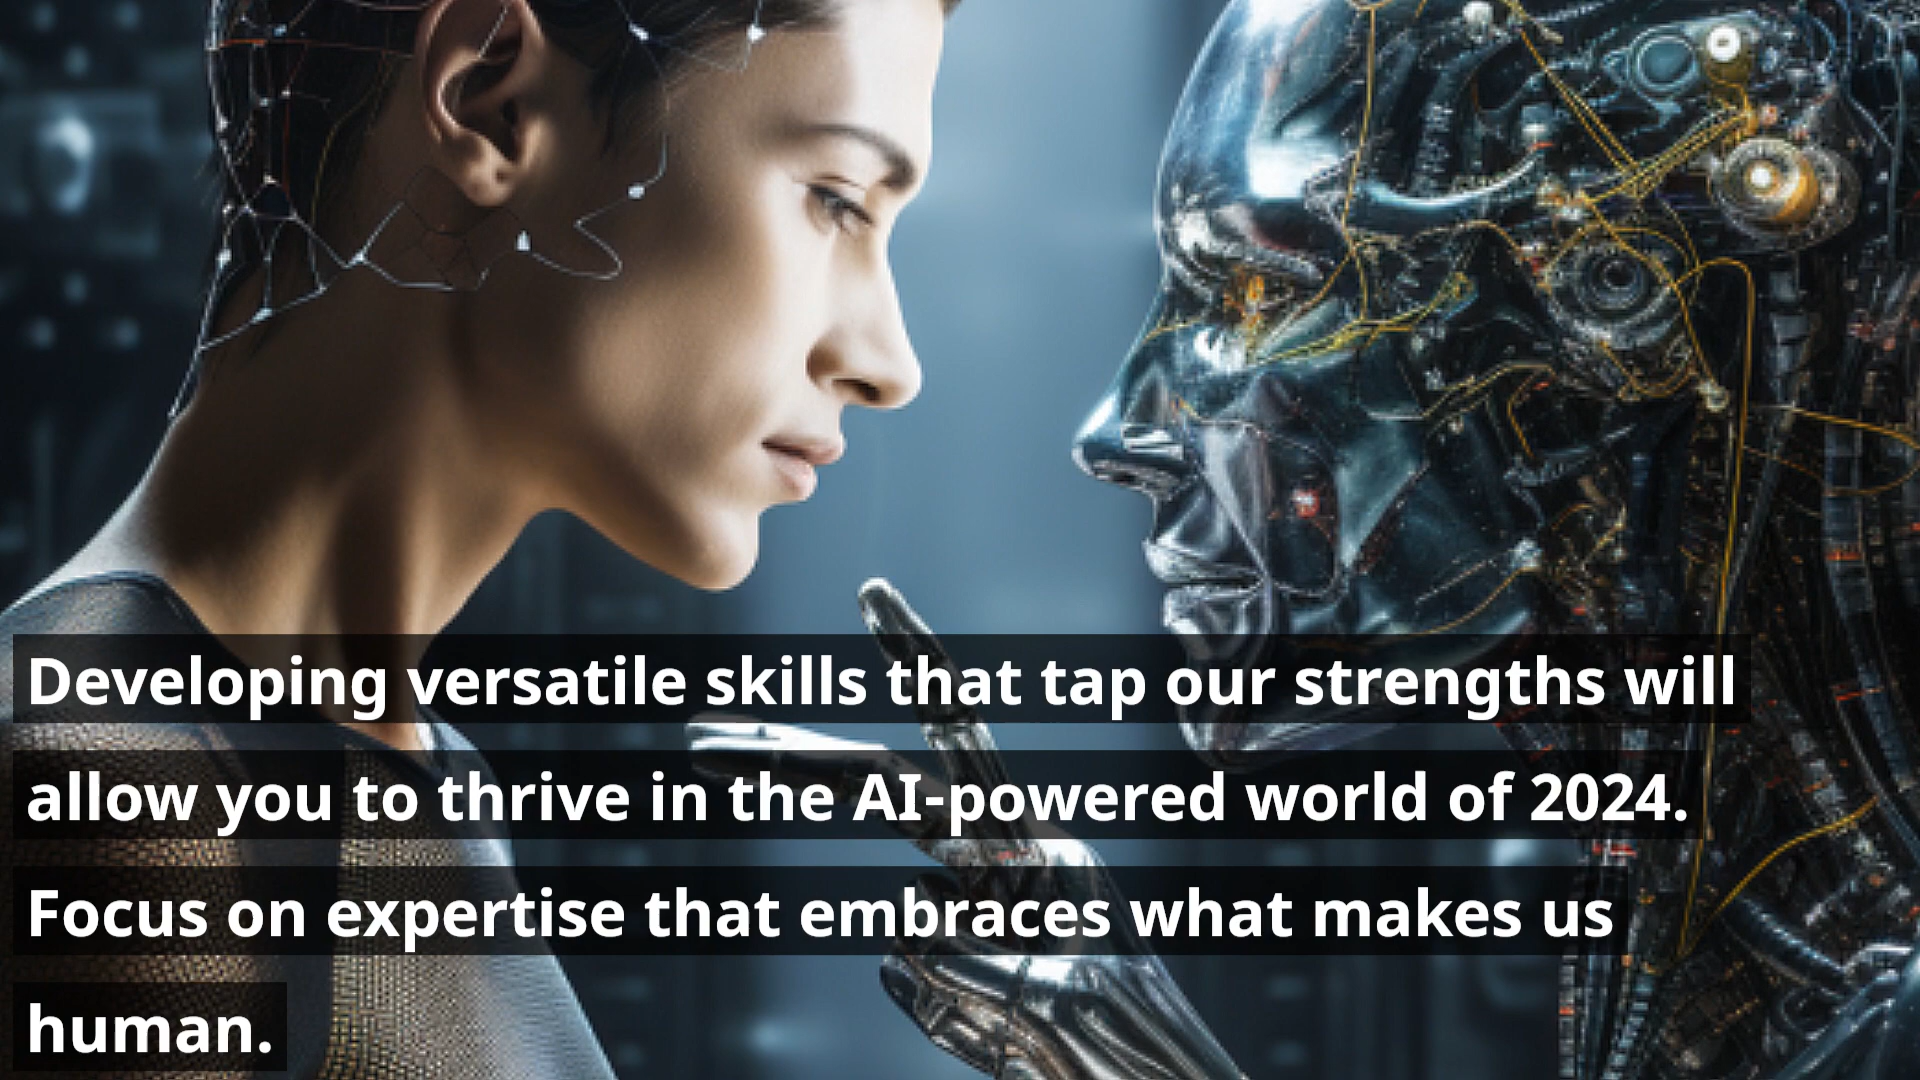 Developing versatile skills that tap our strengths will
allow you to thrive in the AI-powered world of 2024.
Focus on expertise that embraces what makes us
human.